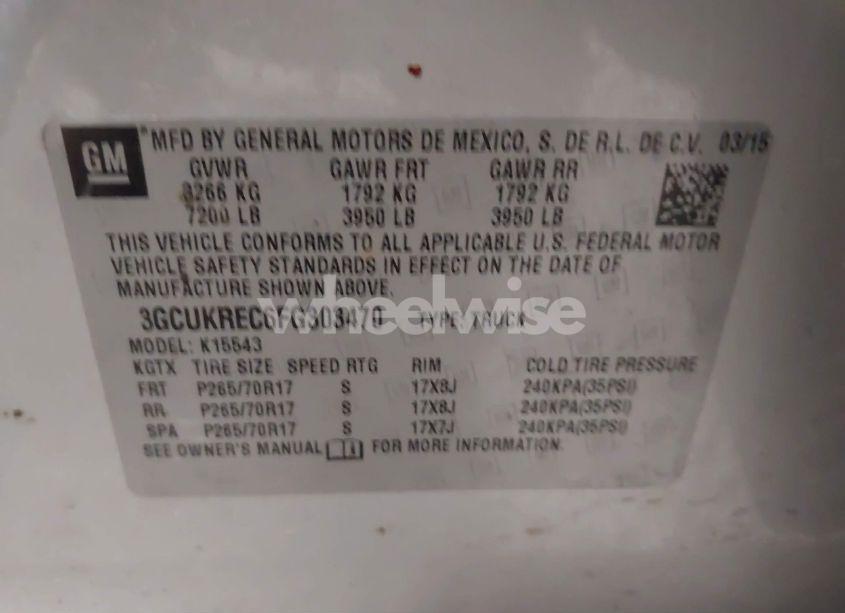 GM
® MFD BY GENERAL MOTORS DE MEXICO, S. DE R.L. DE C.V. 03/15
GVWR GAWR FRT GAWR RR
3266 KG 1792 KG 1792 KG
7200 LB 3950 LB 3950 LB
THIS VEHICLE CONFORMS TO ALL APPLICABLE U.S. FEDERAL MOTOR
VEHICLE SAFETY STANDARDS IN EFFECT ON THE DATE OF
MANUFACTURE SHOWN ABOVE.
wheelwise
3GCUKREC6FG303470 TYPE: TRUCK
MODEL: K15543
KGTX TIRE SIZE SPEED RTG RIM COLD TIRE PRESSURE
FRT P265/70R17 S 17X8J 240KPA(35PSI)
RR P265/70R17 S 17X8J 240KPA(35PSI)
SPA P265/70R17 S 17X7J 240KPA(35PSI)
SEE OWNER'S MANUAL FOR MORE INFORMATION.